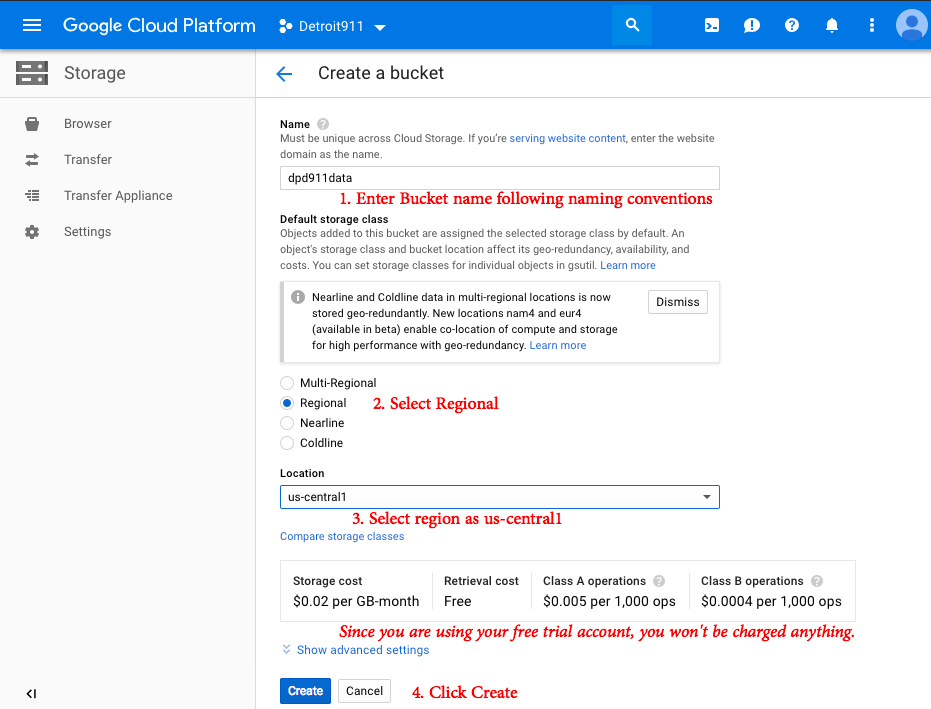 Google Cloud Platform
Detroit911
Storage
Create a bucket
Browser
Transfer
Transfer Appliance
Settings
Name
Must be unique across Cloud Storage. If you're serving website content, enter the website
domain as the name.
dpd911data
1. Enter Bucket name following naming conventions
Default storage class
Objects added to this bucket are assigned the selected storage class by default. An
object's storage class and bucket location affect its geo-redundancy, availability, and
costs. You can set storage classes for individual objects in gsutil. Learn more
Nearline and Coldline data in multi-regional locations is now
stored geo-redundantly. New locations nam4 and eur4
(available in beta) enable co-location of compute and storage
for high performance with geo-redundancy. Learn more
Dismiss
Multi-Regional
Regional
2. Select Regional
Nearline
Coldline
Location
us-central1
3. Select region as us-central1
Compare storage classes
Storage cost
$0.02 per GB-month
Retrieval cost
Free
Class A operations
$0.005 per 1,000 ops
Class B operations
$0.0004 per 1,000 ops
Since you are using your free trial account, you won't be charged anything.
Show advanced settings
Create
Cancel
4. Click Create